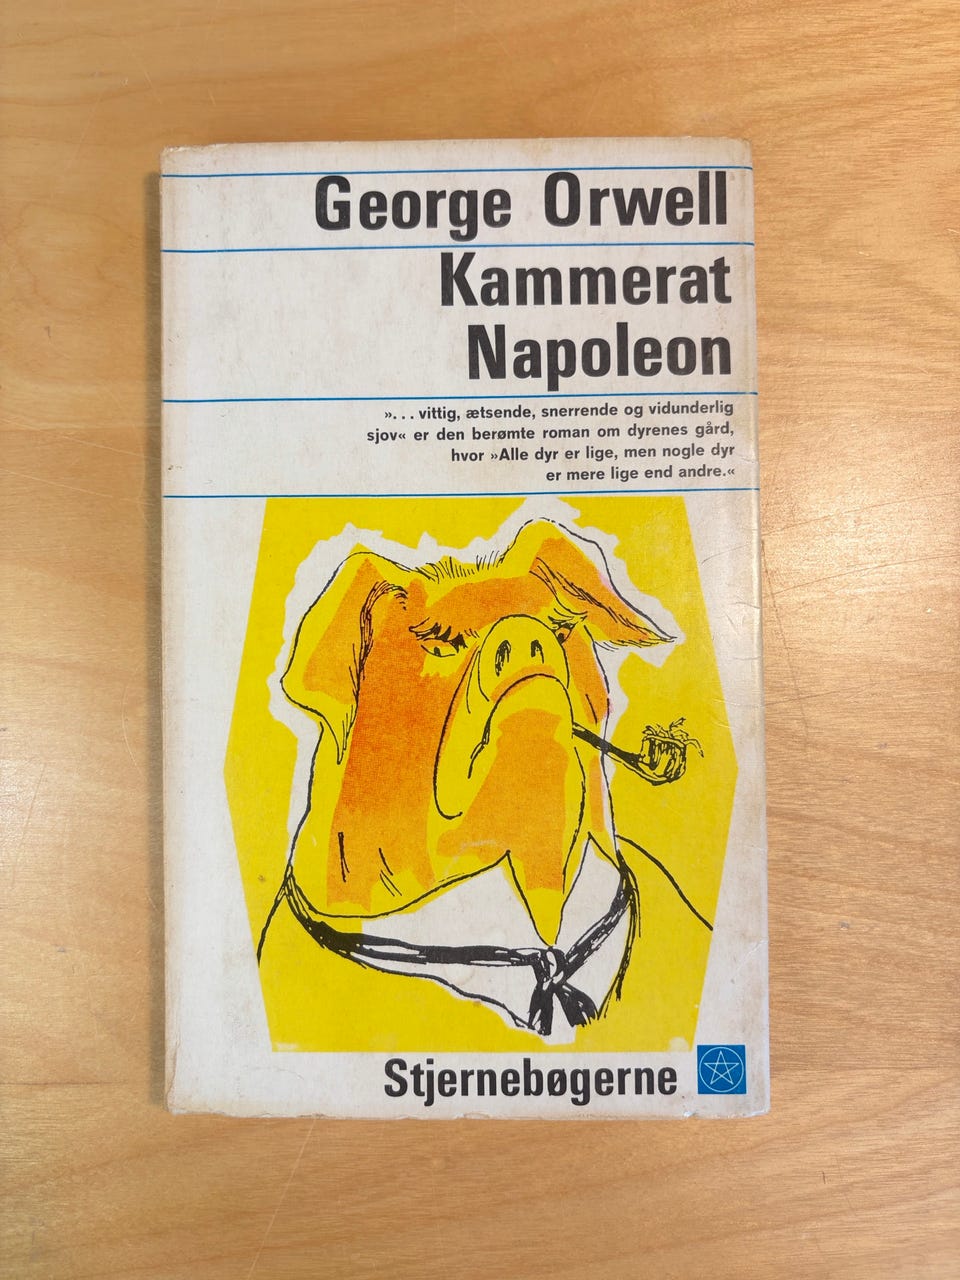 George Orwell
Kammerat
Napoleon
»... vittig, ætsende, snerrende og vidunderlig
sjov« er den berømte roman om dyrenes gård,
hvor »Alle dyr er lige, men nogle dyr
er mere lige end andre.«
Stjernebøgerne